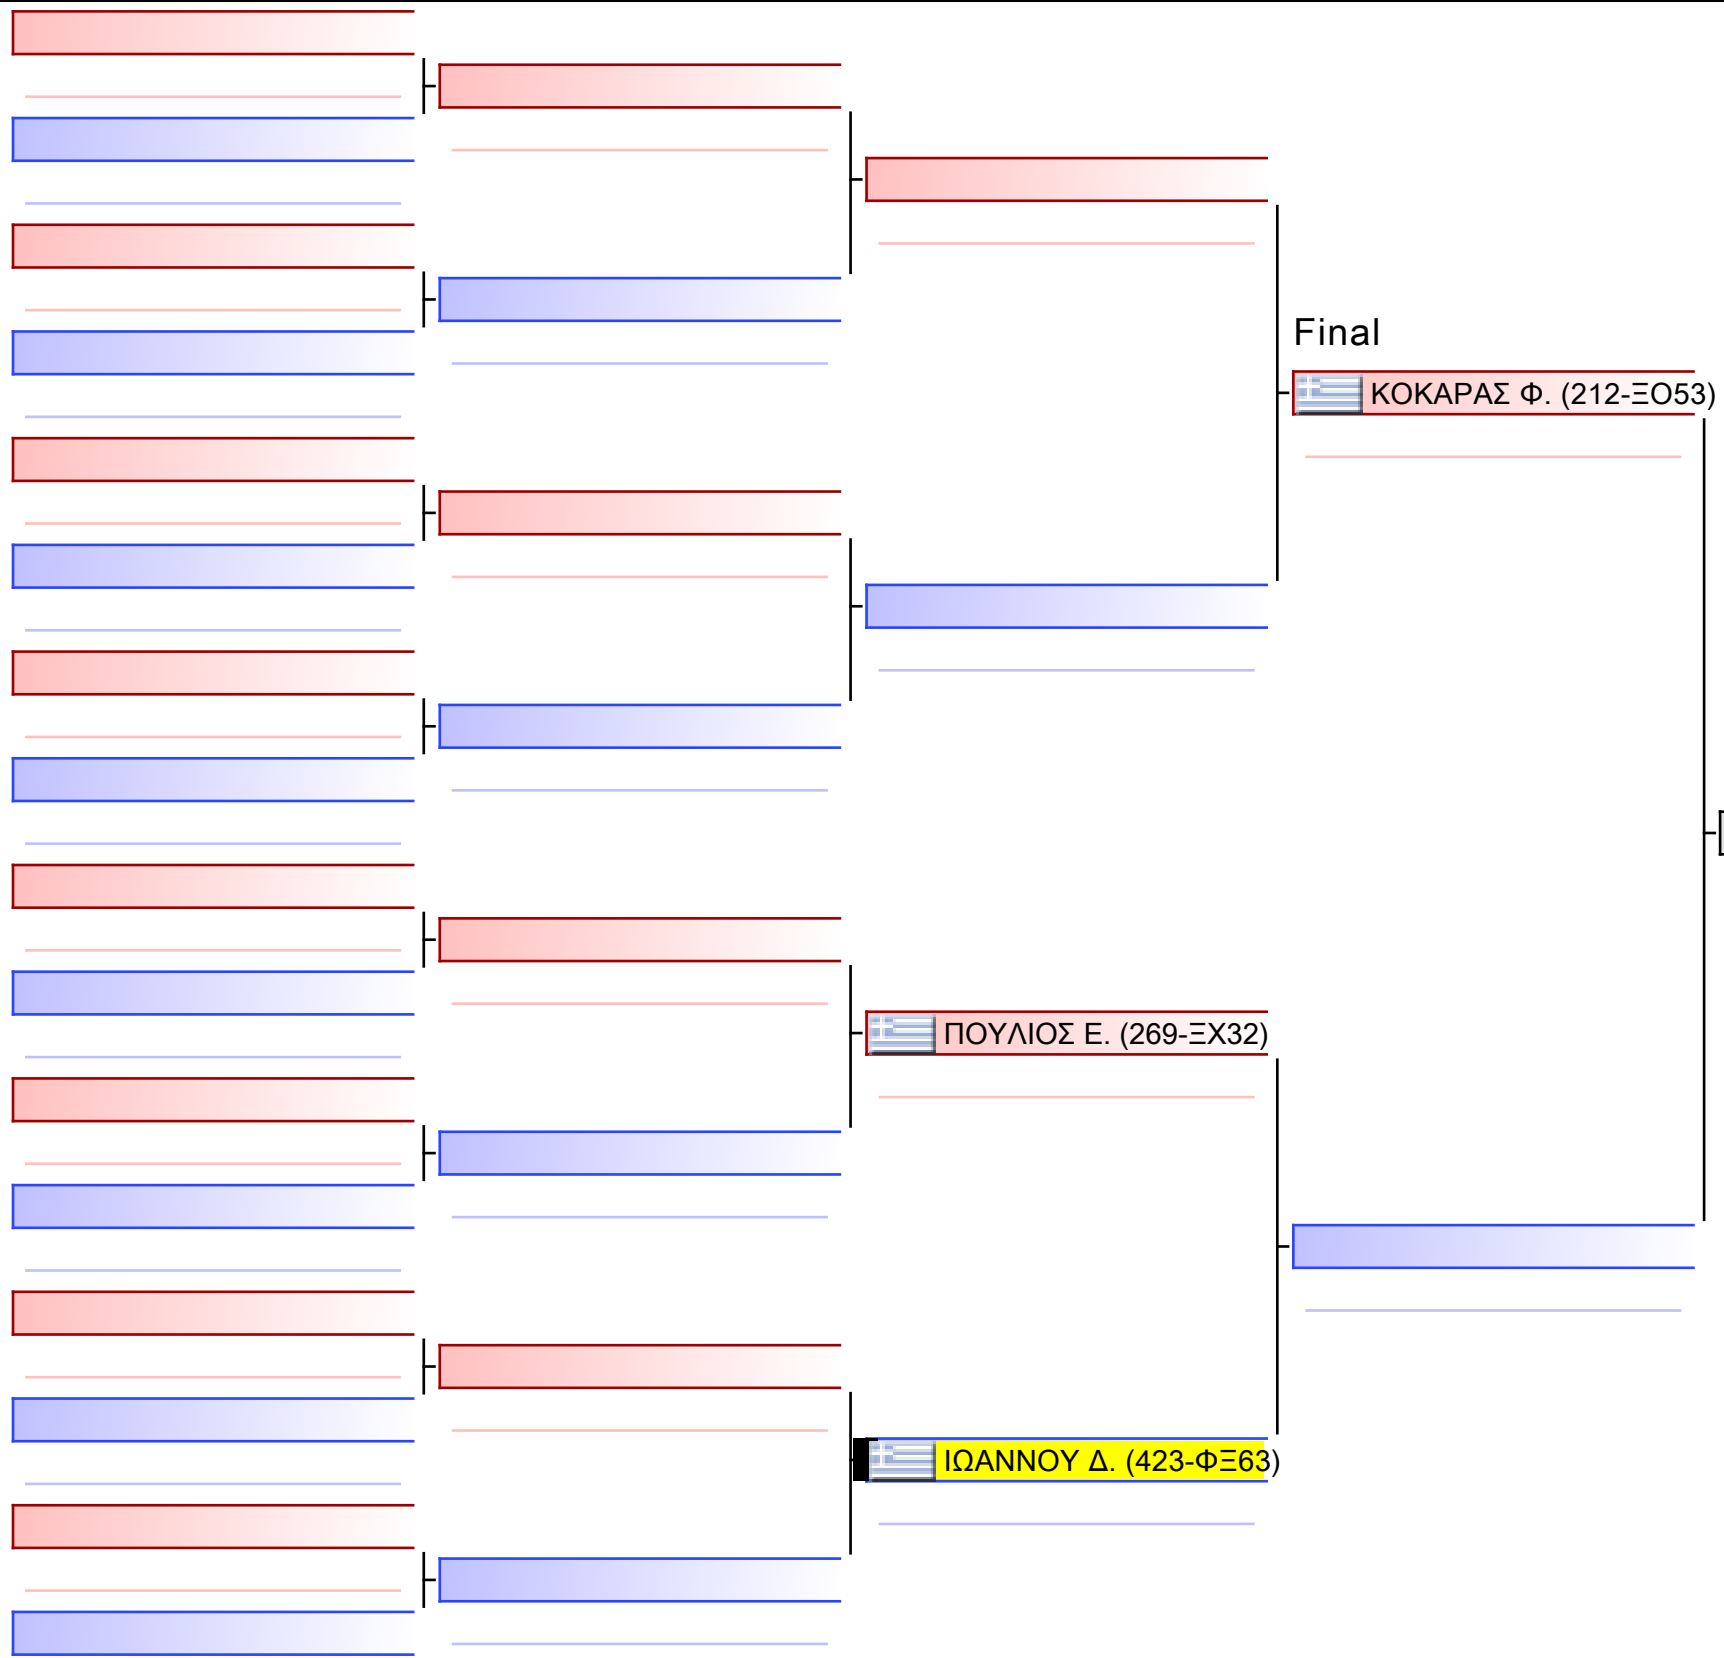 Final
ΚΟΚΑΡΑΣ Φ. (212-ΞΟ53)
ΠΟΥΛΙΟΣ Ε. (269-ΞΧ32)
ΙΩΑΝΝΟΥ Δ. (423-ΦΞ63)